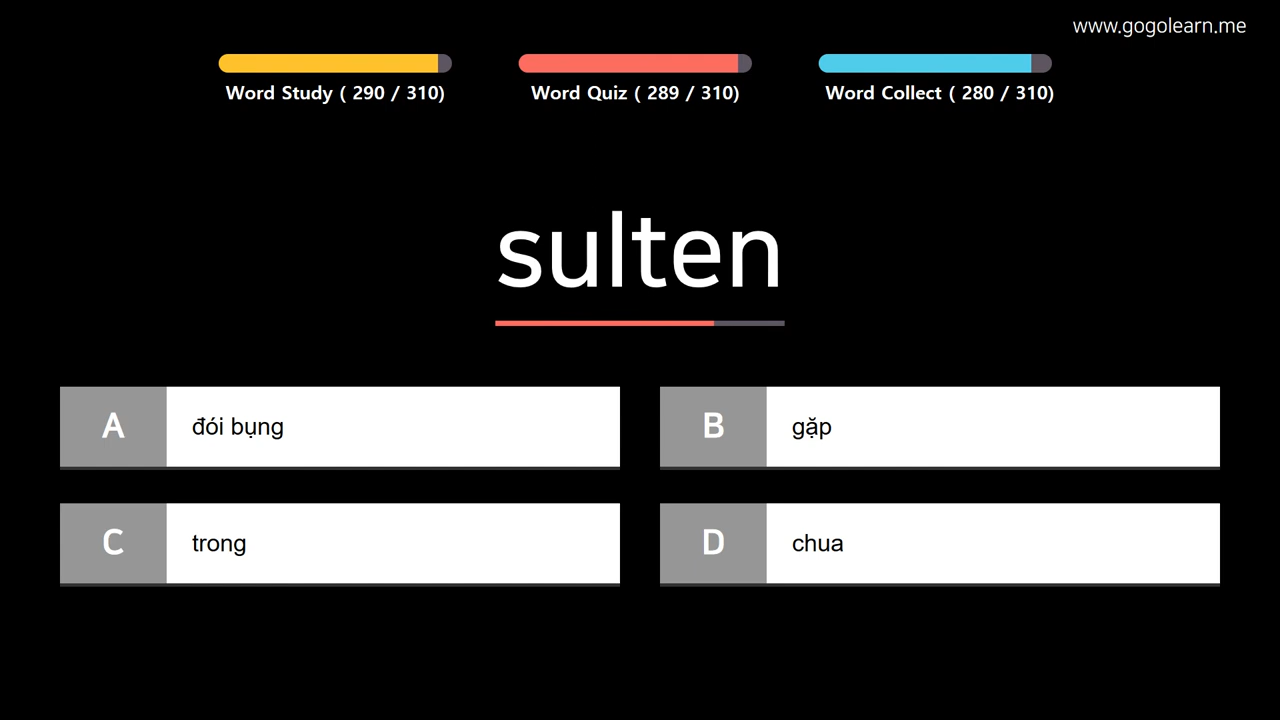 www.gogolearn.me
Word Study ( 290 / 310)
Word Quiz ( 289 / 310)
Word Collect ( 280 / 310)
sulten
A đói bụng
B gặp
C trong
D chua